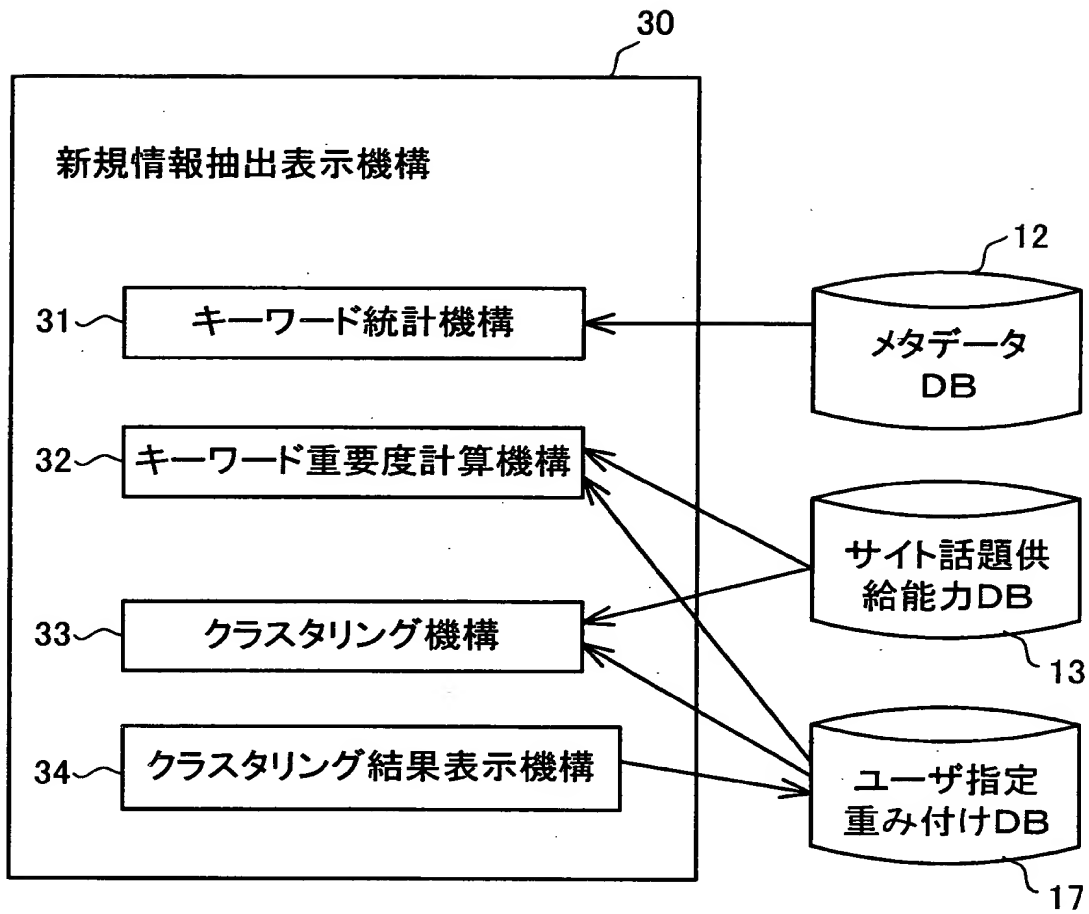 30
新規情報抽出表示機構
12
31
キーワード統計機構
メタデータ
DB
32
キーワード重要度計算機構
サイト話題供
給能力DB
33
クラスタリング機構
13
34
クラスタリング結果表示機構
ユーザ指定
重み付けDB
17